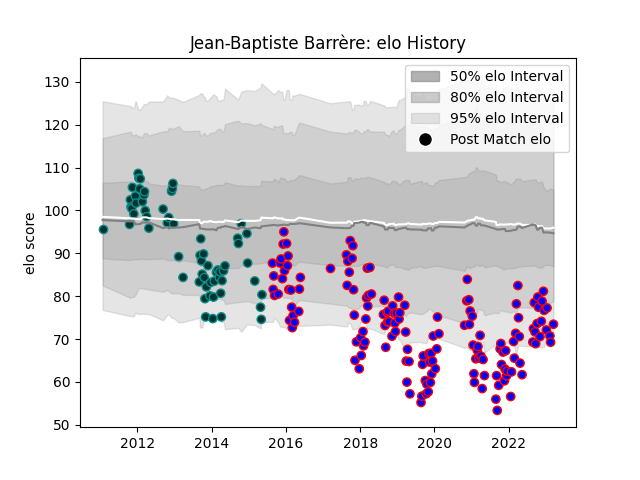 Jean-Baptiste Barrère: elo History
50% elo Interval
80% elo Interval
95% elo Interval
Post Match elo
elo score
130
120
110
100
90
80
70
60
50
2012 2014 2016 2018 2020 2022